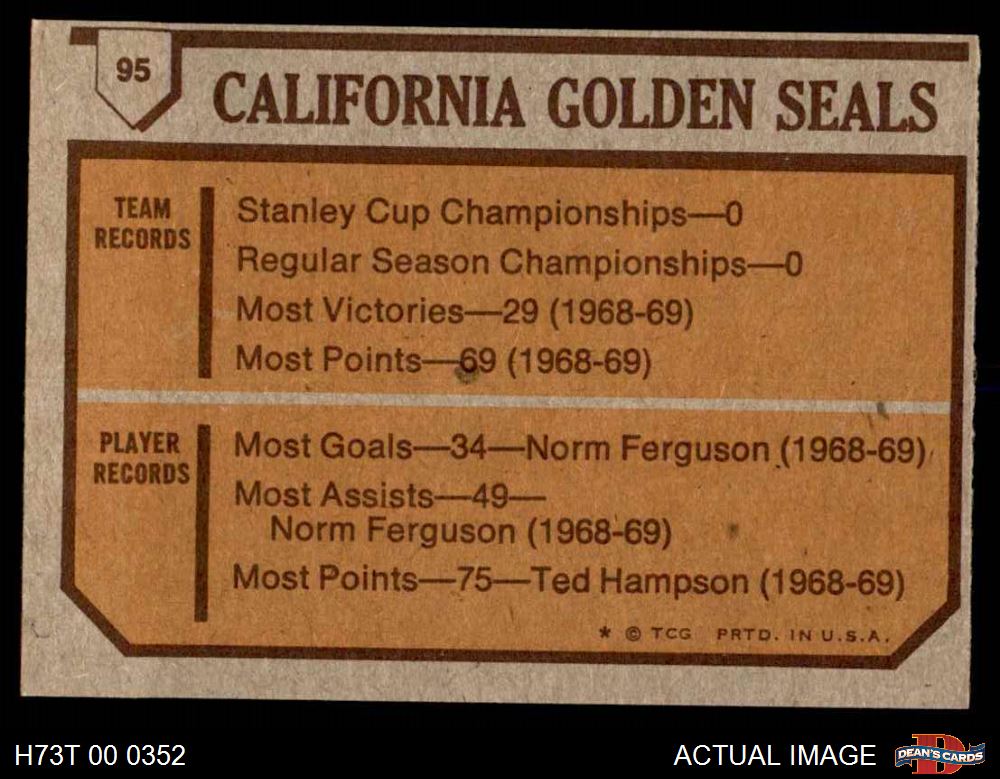 95
CALIFORNIA GOLDEN SEALS
TEAM
RECORDS
Stanley Cup Championships—0
Regular Season Championships—0
Most Victories—29 (1968-69)
Most Points—69 (1968-69)
PLAYER
RECORDS
Most Goals—34—Norm Ferguson (1968-69)
Most Assists—49—
Norm Ferguson (1968-69)
Most Points—75—Ted Hampson (1968-69)
* © TCG PRTD. IN U.S.A.
H73T 00 0352
ACTUAL IMAGE
D
DEAN'S CARDS